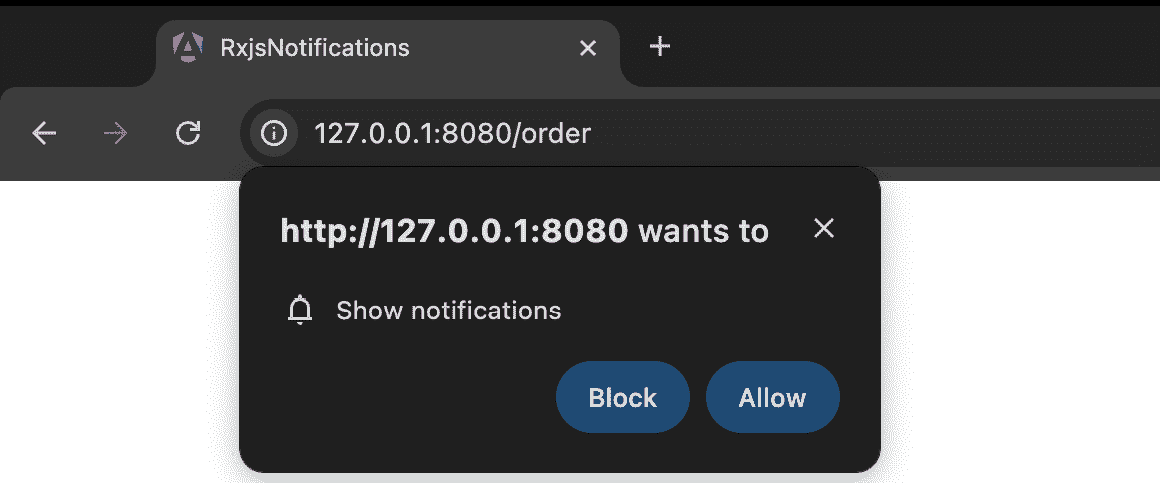 RxjsNotifications
127.0.0.1:8080/order
http://127.0.0.1:8080 wants to
Show notifications
Block Allow